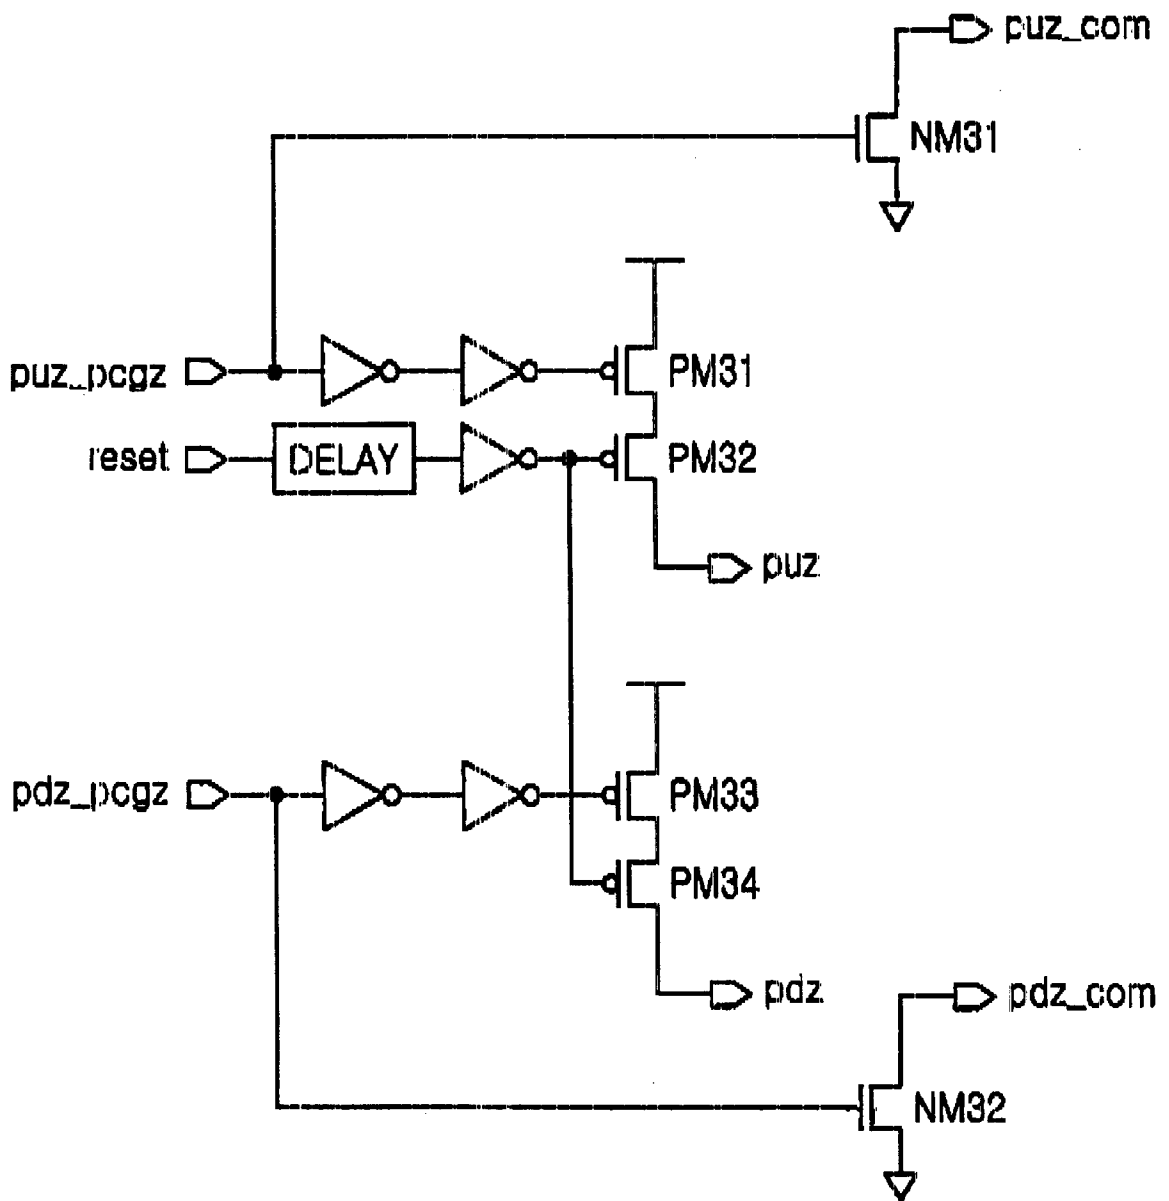 puz_com
NM31
puz_pcgz
PM31
reset
DELAY
PM32
puz
pdz_pcgz
PM33
PM34
pdz
pdz_com
NM32